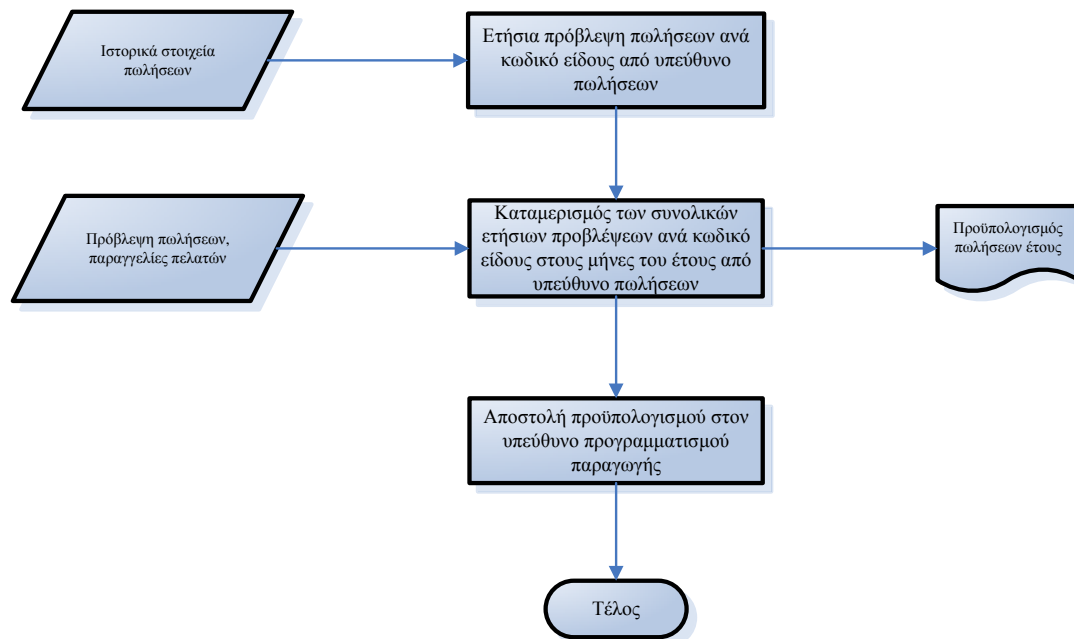 Ιστορικά στοιχεία
πωλήσεων
Ετήσια πρόβλεψη πωλήσεων ανά
κωδικό είδους από υπεύθυνο
πωλήσεων
Πρόβλεψη πωλήσεων,
παραγγελίες πελατών
Καταμερισμός των συνολικών
ετήσιων προβλέψεων ανά κωδικό
είδους στους μήνες του έτους από
υπεύθυνο πωλήσεων
Προϋπολογισμός
πωλήσεων έτους
Αποστολή προϋπολογισμού στον
υπεύθυνο προγραμματισμού
παραγωγής
Τέλος